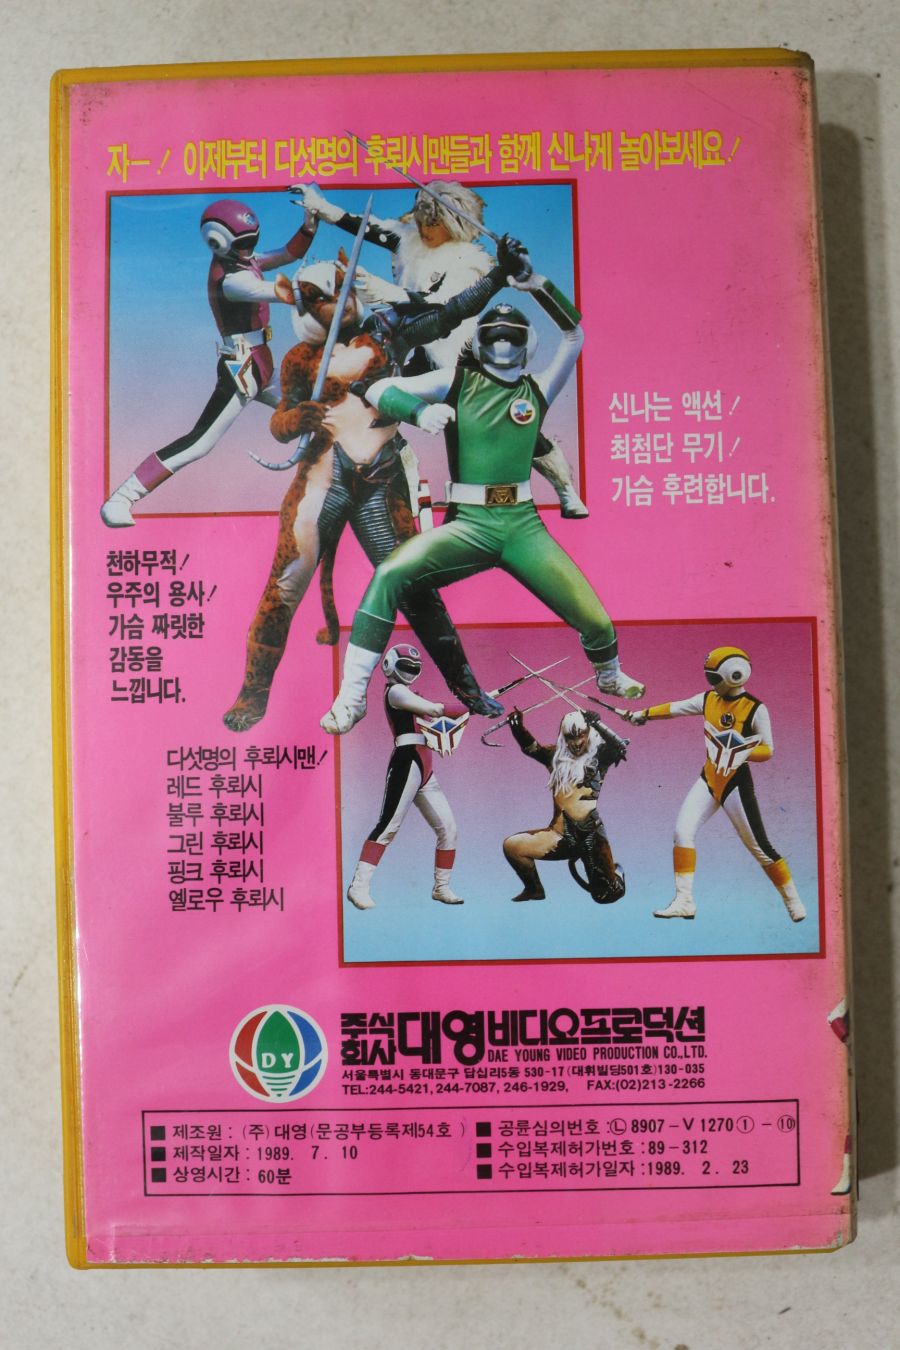 자ㅡ! 이제부터 다섯명의 후뢰시맨들과 함께 신나게 놀아보세요!
신나는 액션!
최첨단 무기!
가슴 후련합니다.
천하무적!
우주의 용사!
가슴 짜릿한
감동을
느낍니다.
다섯명의 후뢰시맨!
레드 후뢰시
불루 후뢰시
그린 후뢰시
핑크 후뢰시
옐로우 후뢰시
DY
주식회사 대영비디오프로덕션
DAE YOUNG VIDEO PRODUCTION CO.,LTD.
서울특별시 동대문구 답십리5동 530-17(대휘빌딩501호)130-035
TEL:244-5421, 244-7087, 246-1929, FAX:(02)213-2266
■ 제조원 : (주)대영(문공부등록제54호 )
■ 제작일자 : 1989. 7. 10
■ 상영시간 : 60분
■ 공륜심의번호 :Ⓛ8907-V1270①-⑩
■ 수입복제허가번호 : 89-312
■ 수입복제허가일자 : 1989. 2. 23